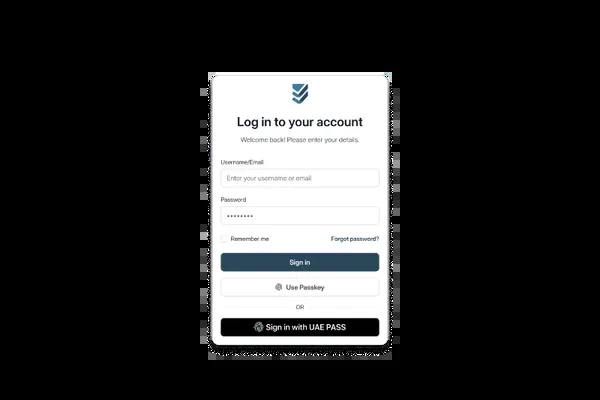 Log in to your account
Welcome back! Please enter your details.
Username/Email
Enter your username or email
Password
••••••••
Remember me
Forgot password?
Sign in
Use Passkey
OR
Sign in with UAE PASS